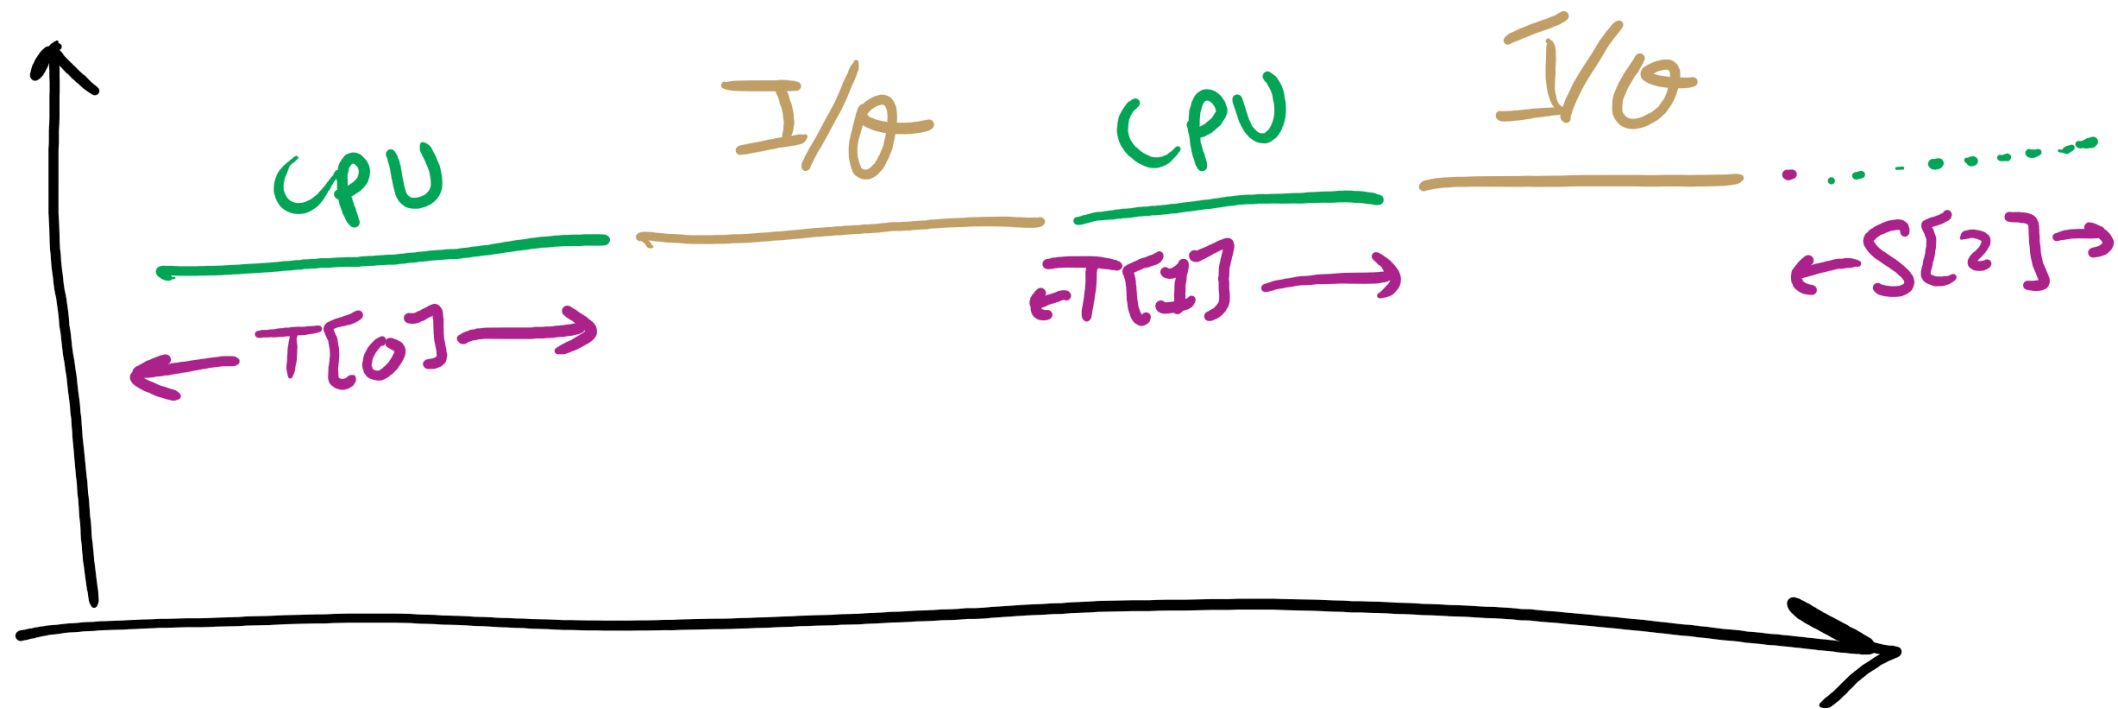 CPU
I/O
CPU
I/O
T[0]
T[1]
S[2]